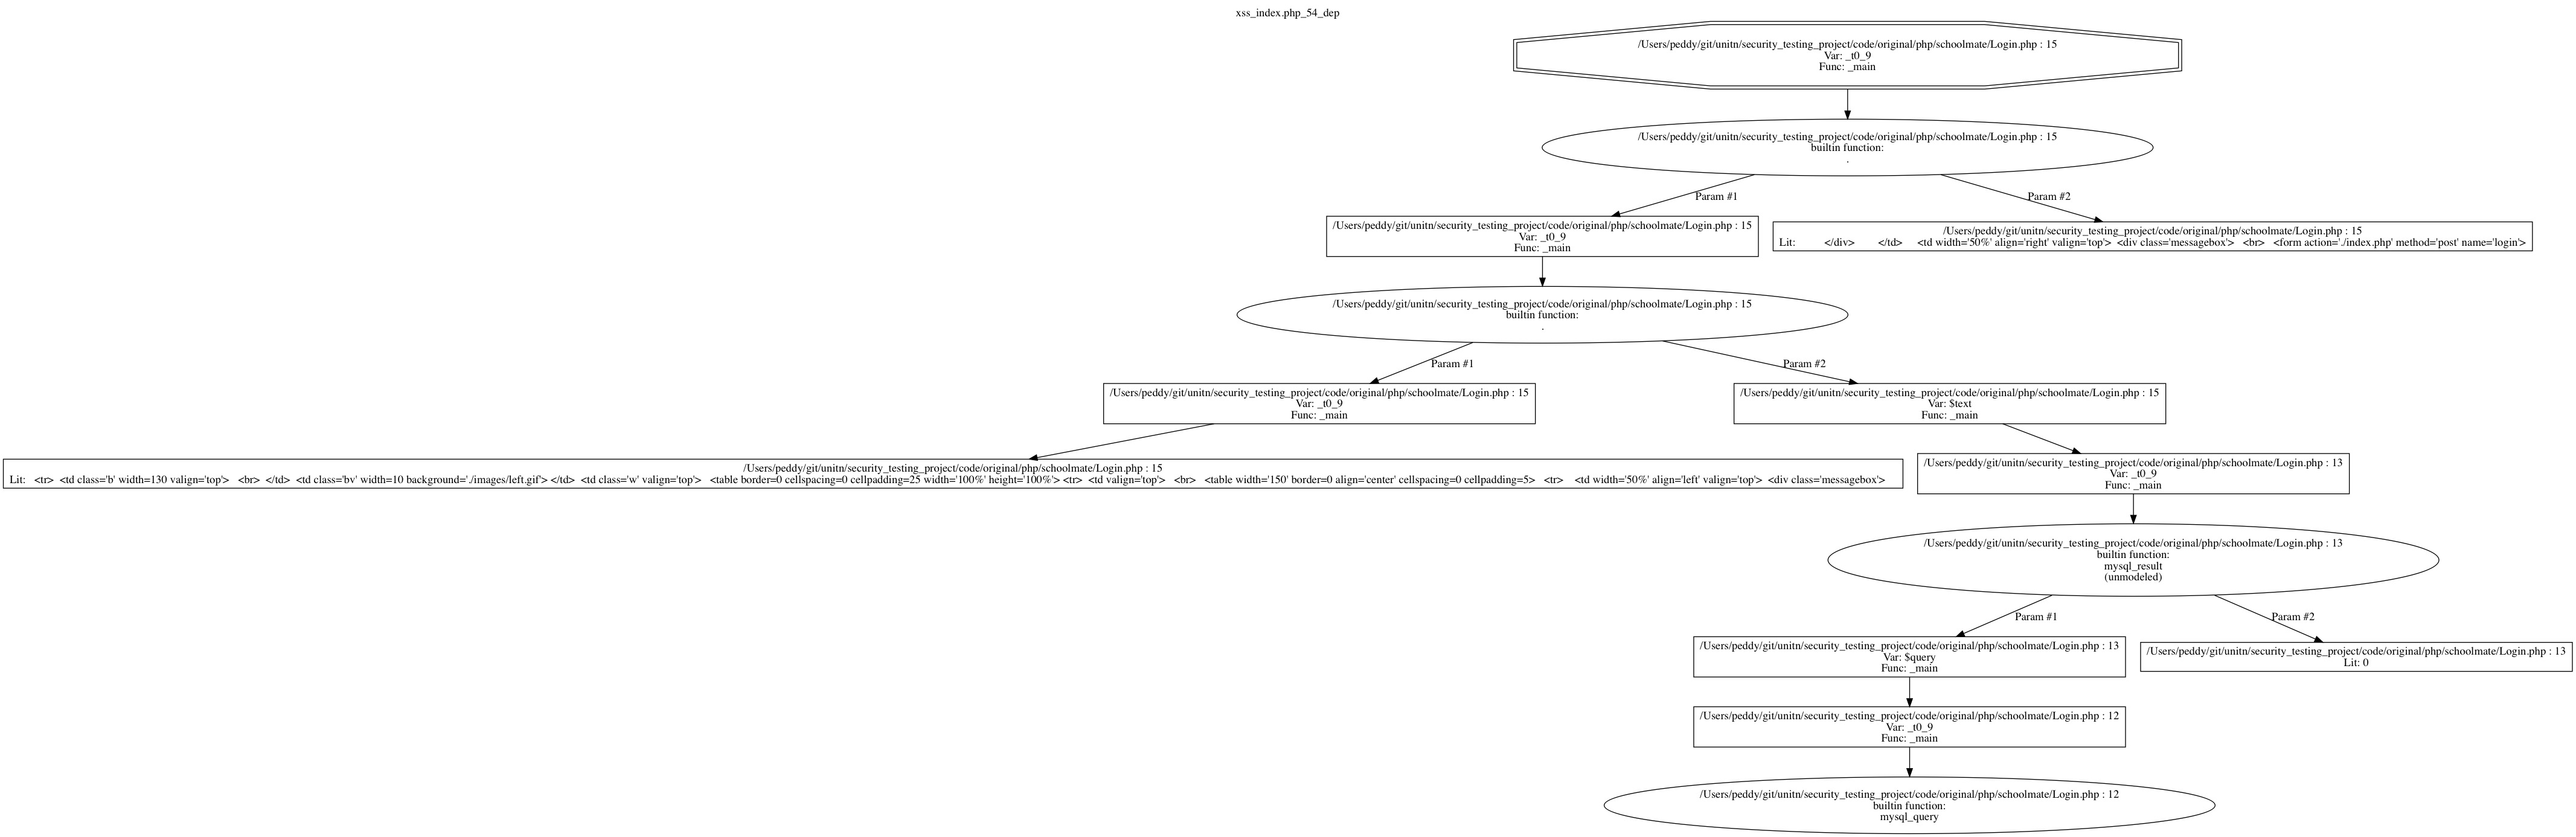 xss_index.php_54_dep
/Users/peddy/git/unitn/security_testing_project/code/original/php/schoolmate/Login.php : 15
Var: _t0_9
Func: _main
/Users/peddy/git/unitn/security_testing_project/code/original/php/schoolmate/Login.php : 15
builtin function:
.
Param #1
Param #2
/Users/peddy/git/unitn/security_testing_project/code/original/php/schoolmate/Login.php : 15
Var: _t0_9
Func: _main
/Users/peddy/git/unitn/security_testing_project/code/original/php/schoolmate/Login.php : 15
Lit: </div> </td> <td width='50%' align='right' valign='top'> <div class='messagebox'> <br> <form action='./index.php' method='post' name='login'>
/Users/peddy/git/unitn/security_testing_project/code/original/php/schoolmate/Login.php : 15
builtin function:
.
Param #1
Param #2
/Users/peddy/git/unitn/security_testing_project/code/original/php/schoolmate/Login.php : 15
Var: _t0_9
Func: _main
/Users/peddy/git/unitn/security_testing_project/code/original/php/schoolmate/Login.php : 15
Var: $text
Func: _main
/Users/peddy/git/unitn/security_testing_project/code/original/php/schoolmate/Login.php : 15
Lit: <tr> <td class='b' width=130 valign='top'> <br> </td> <td class='bv' width=10 background='./images/left.gif'> </td> <td class='w' valign='top'> <table border=0 cellspacing=0 cellpadding=25 width='100%' height='100%'> <tr> <td valign='top'> <br> <table width='150' border=0 align='center' cellspacing=0 cellpadding=5> <tr> <td width='50%' align='left' valign='top'> <div class='messagebox'>
/Users/peddy/git/unitn/security_testing_project/code/original/php/schoolmate/Login.php : 13
Var: _t0_9
Func: _main
/Users/peddy/git/unitn/security_testing_project/code/original/php/schoolmate/Login.php : 13
builtin function:
mysql_result
(unmodeled)
Param #1
Param #2
/Users/peddy/git/unitn/security_testing_project/code/original/php/schoolmate/Login.php : 13
Var: $query
Func: _main
/Users/peddy/git/unitn/security_testing_project/code/original/php/schoolmate/Login.php : 13
Lit: 0
/Users/peddy/git/unitn/security_testing_project/code/original/php/schoolmate/Login.php : 12
Var: _t0_9
Func: _main
/Users/peddy/git/unitn/security_testing_project/code/original/php/schoolmate/Login.php : 12
builtin function:
mysql_query